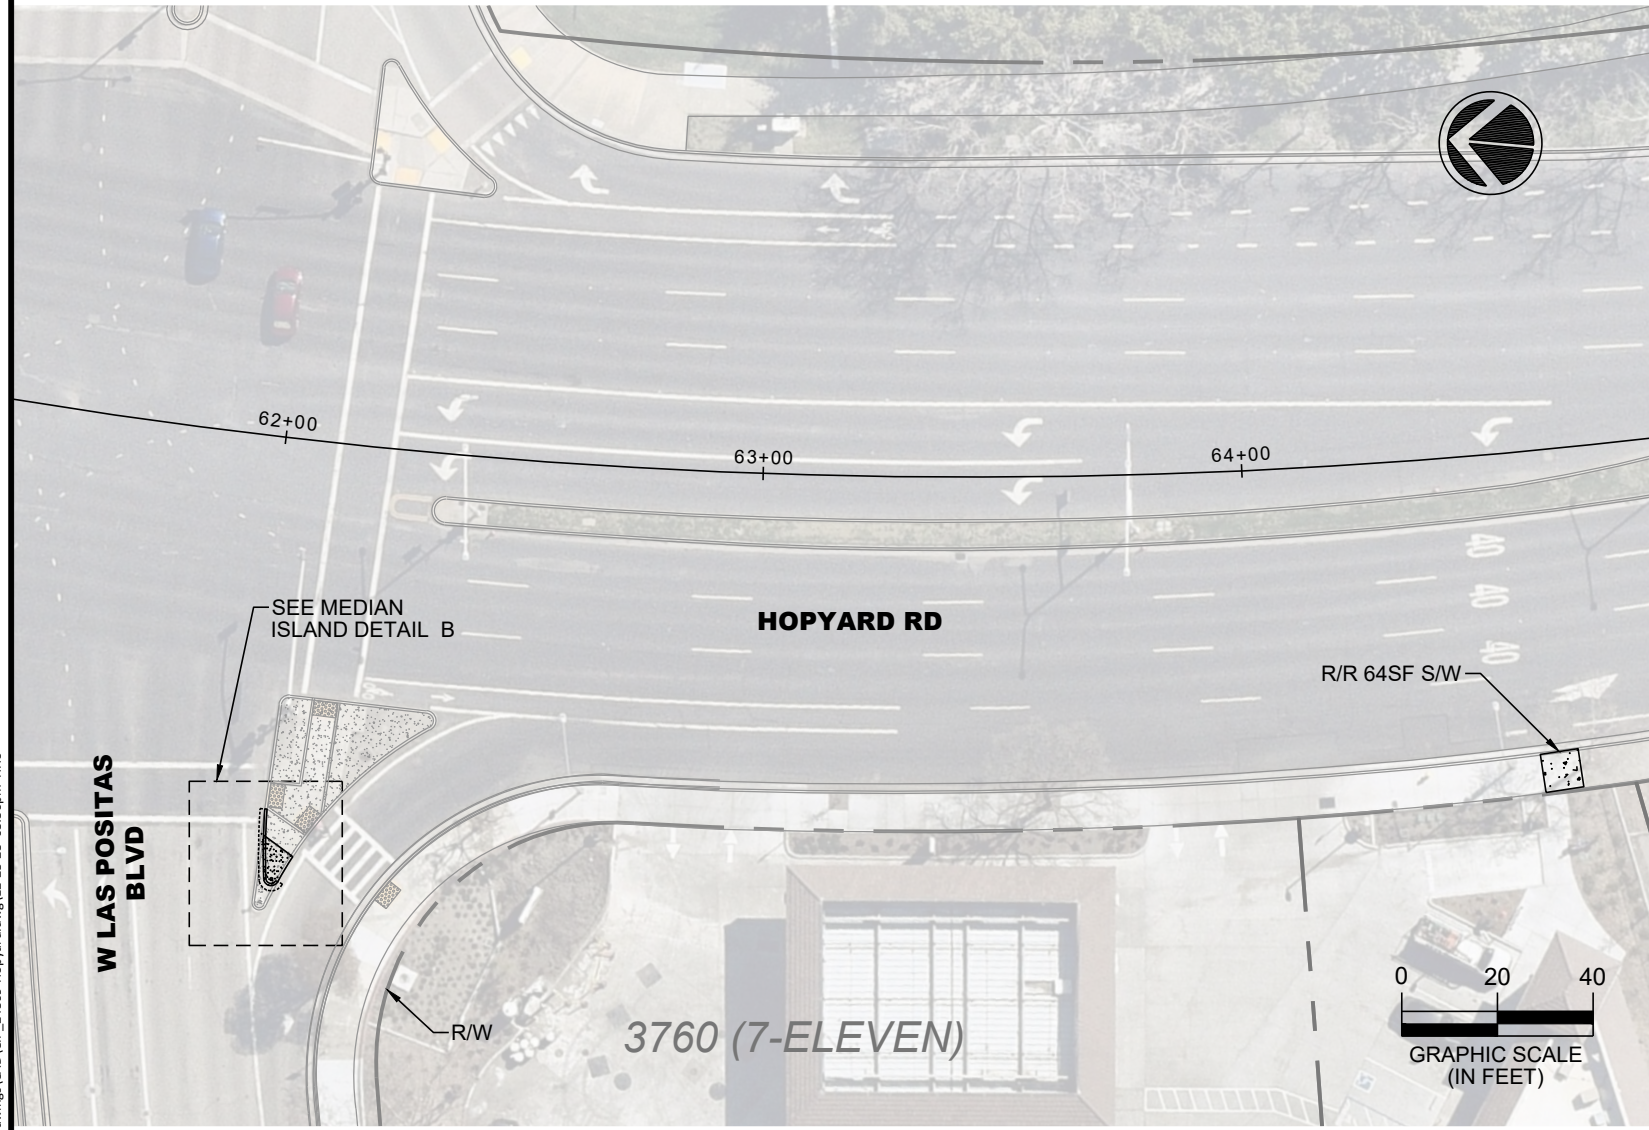 62+00
63+00
64+00
40
40
40
SEE MEDIAN
ISLAND DETAIL B
HOPYARD RD
R/R 64SF S/W
W LAS POSITAS
BLVD
R/W
3760 (7-ELEVEN)
0 20 40
GRAPHIC SCALE
(IN FEET)